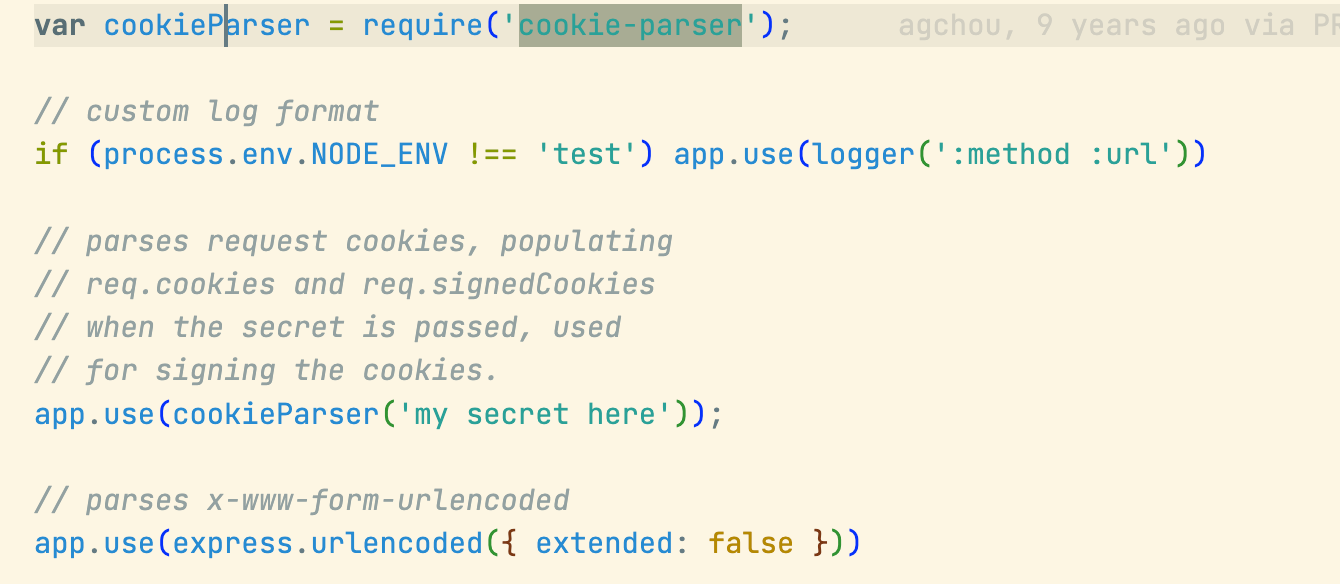 var cookieParser = require('cookie-parser'); agchou, 9 years ago via PR
// custom log format
if (process.env.NODE_ENV !== 'test') app.use(logger(':method :url'))
// parses request cookies, populating
// req.cookies and req.signedCookies
// when the secret is passed, used
// for signing the cookies.
app.use(cookieParser('my secret here'));
// parses x-www-form-urlencoded
app.use(express.urlencoded({ extended: false }))